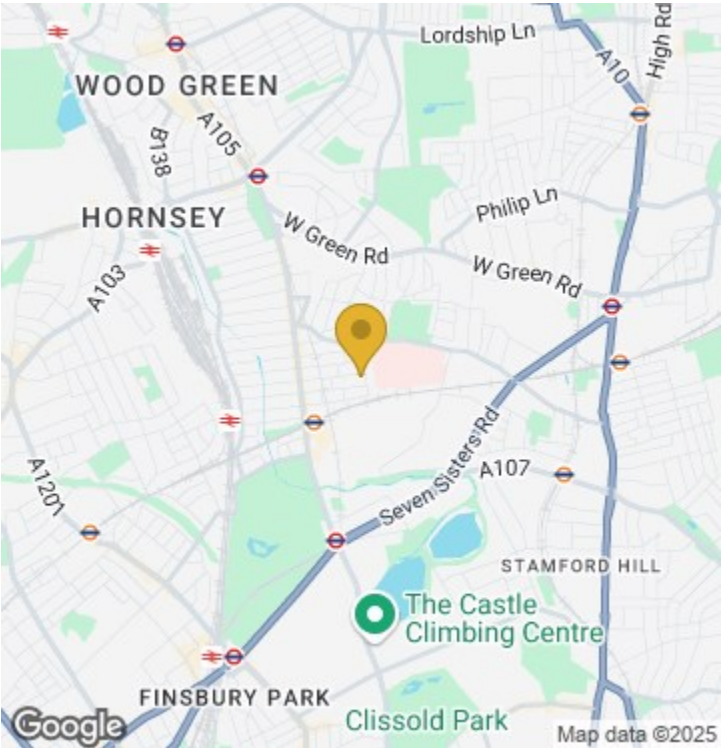 Lordship Ln
High Rd
A10
WOOD GREEN
A105
B138
Philip Ln
HORNSEY
W Green Rd
W Green Rd
A103
Seven Sisters Rd
A107
A1201
STAMFORD HILL
The Castle
Climbing Centre
FINSBURY PARK
Clissold Park
Google
Map data ©2025